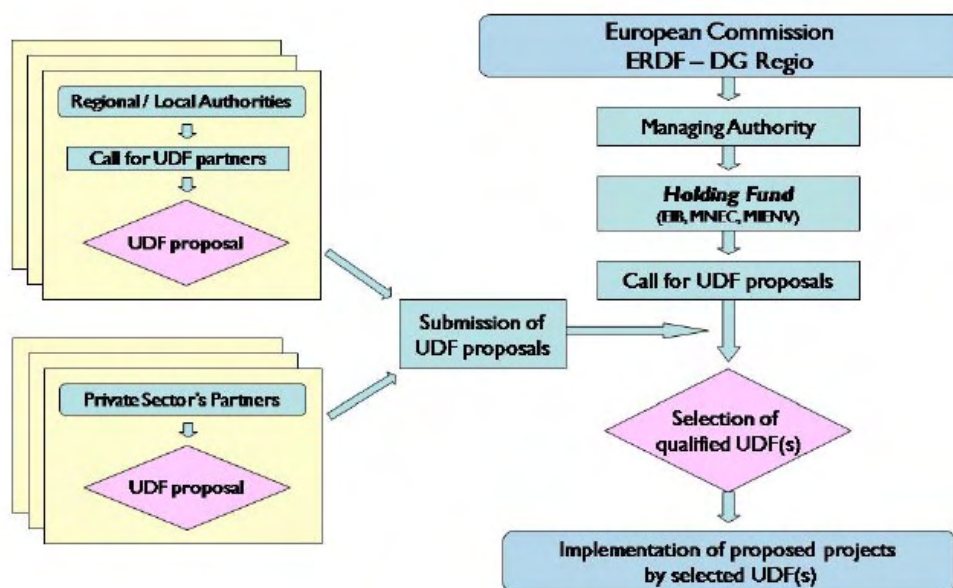 European Commission
ERDF – DG Regio
Regional / Local Authorities
Call for UDF partners
UDF proposal
Managing Authority
Holding Fund
(EIB, MNEC, MIENV)
Call for UDF proposals
Submission of
UDF proposals
Private Sector's Partners
UDF proposal
Selection of
qualified UDF(s)
Implementation of proposed projects
by selected UDF(s)